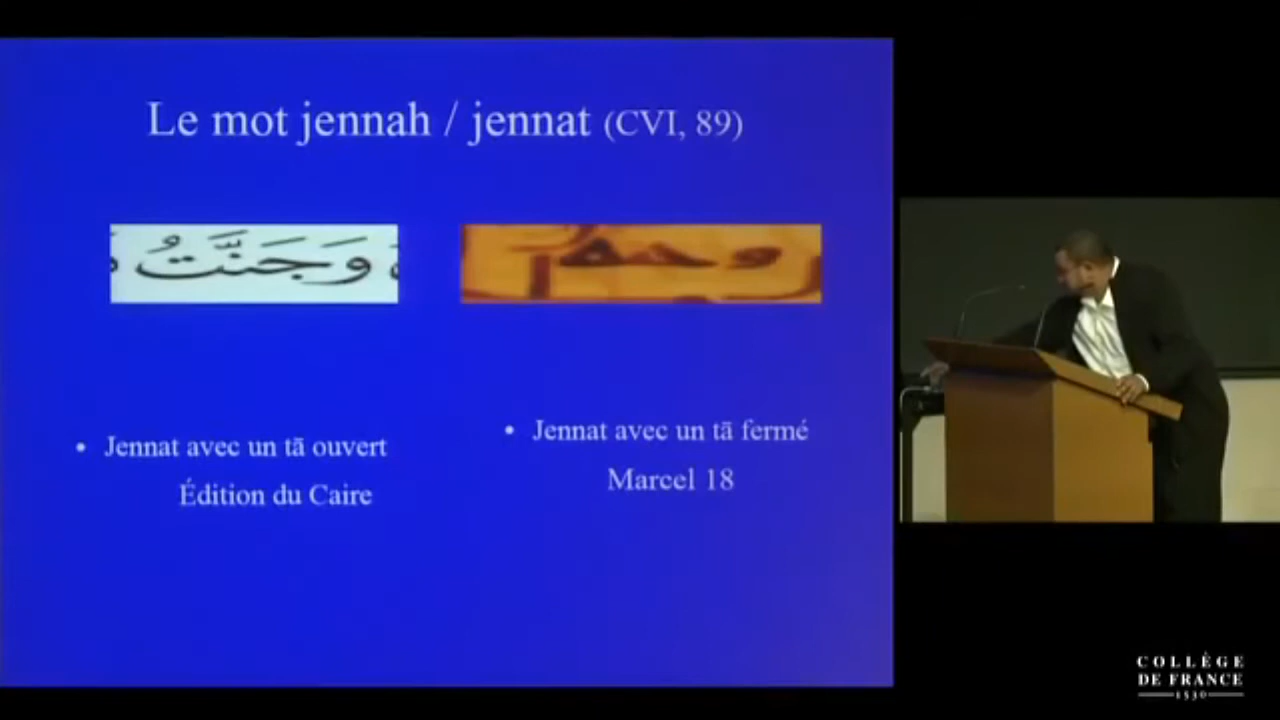 Le mot jennah / jennat (CVI, 89)
وَجَنَّتُ
• Jennat avec un tā ouvert
Édition du Caire
• Jennat avec un tā fermé
Marcel 18
COLLÈGE
DE FRANCE
1530